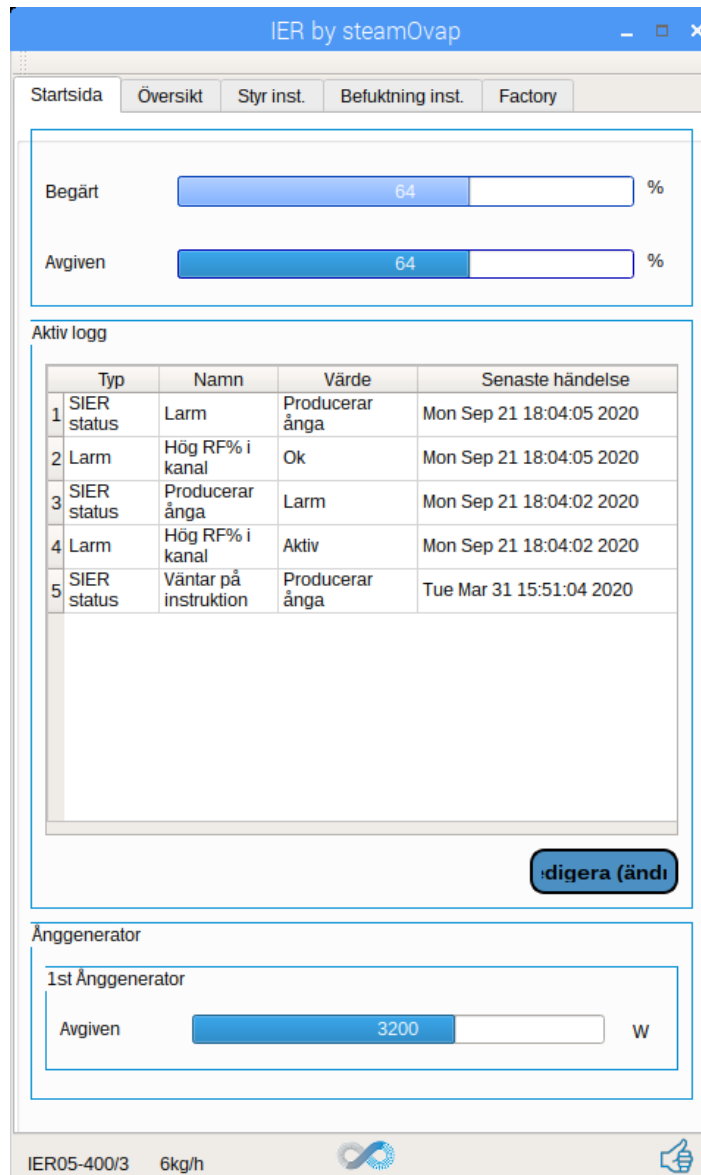 IER by steamOvap
Startsida Översikt Styr inst. Befuktning inst. Factory
Begärt 64 %
Avgiven 64 %
Aktiv logg
Typ Namn Värde Senaste händelse
1 SIER status Larm Producerar ånga Mon Sep 21 18:04:05 2020
2 Larm Hög RF% i kanal Ok Mon Sep 21 18:04:05 2020
3 SIER status Producerar ånga Larm Mon Sep 21 18:04:02 2020
4 Larm Hög RF% i kanal Aktiv Mon Sep 21 18:04:02 2020
5 SIER status Väntar på instruktion Producerar ånga Tue Mar 31 15:51:04 2020
digera (änd
Ånggenerator
1st Ånggenerator
Avgiven 3200 W
IER05-400/3 6kg/h